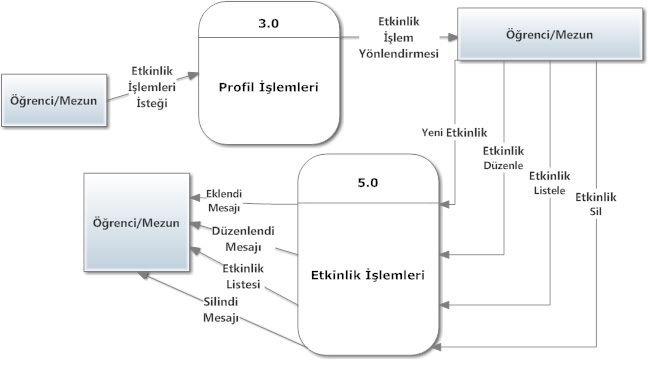 3.0
Profil İşlemleri
Öğrenci/Mezun
Etkinlik
İşlemleri
İsteği
Etkinlik
İşlem
Yönlendirmesi
Öğrenci/Mezun
Yeni Etkinlik
Etkinlik
Düzenle
Etkinlik
Listele
Etkinlik
Sil
5.0
Etkinlik İşlemleri
Öğrenci/Mezun
Eklendi
Mesajı
Düzenlendi
Mesajı
Etkinlik
Listesi
Silindi
Mesajı